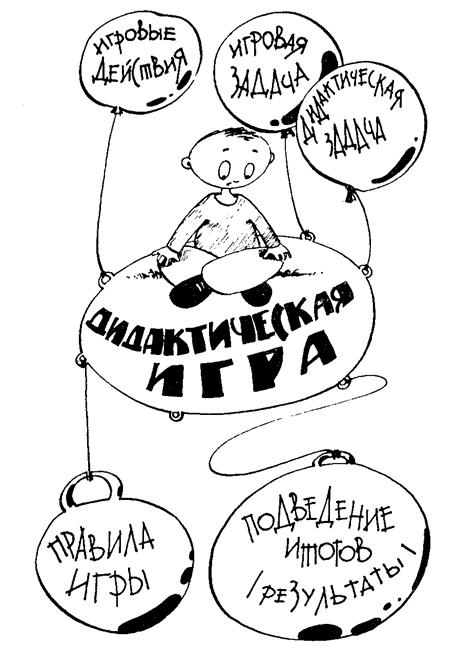 ИГРОВЫЕ
ДЕЙСТВИЯ
ИГРОВАЯ
ЗАДАЧА
ДИДАКТИЧЕСКАЯ
ЗАДАЧА
ДИДАКТИЧЕСКАЯ
ИГРА
ПРАВИЛА
ИГРЫ
ПОДВЕДЕНИЕ
ИТОГОВ
/РЕЗУЛЬТАТЫ/